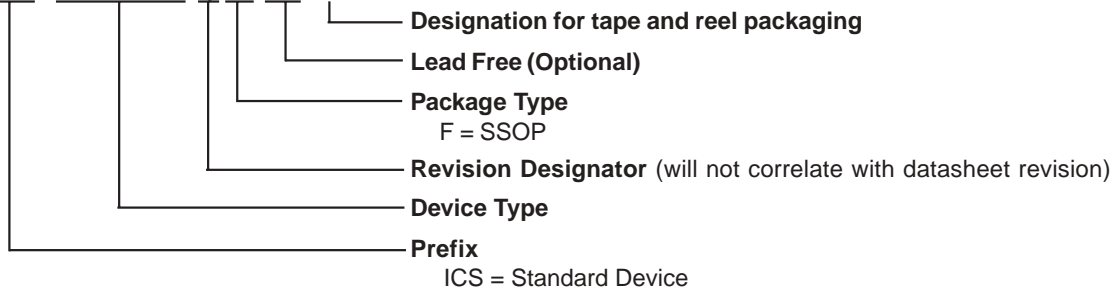 Designation for tape and reel packaging
Lead Free (Optional)
Package Type
F = SSOP
Revision Designator (will not correlate with datasheet revision)
Device Type
Prefix
ICS = Standard Device